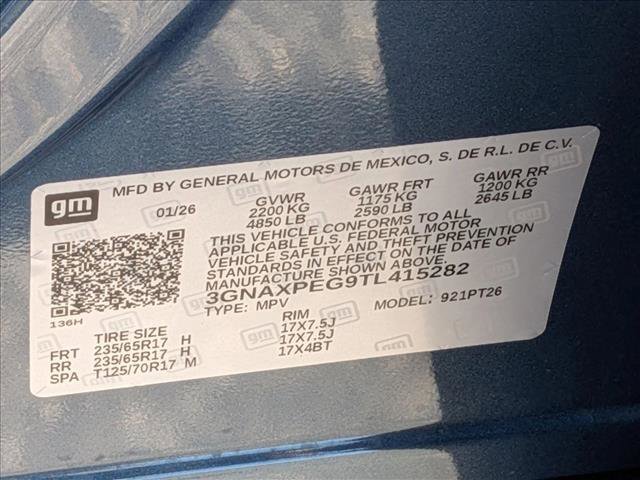 gm
MFD BY GENERAL MOTORS DE MEXICO, S. DE R.L. DE C.V.
01/26 GVWR GAWR FRT GAWR RR
2200 KG 1175 KG 1200 KG
4850 LB 2590 LB 2645 LB
THIS VEHICLE CONFORMS TO ALL
APPLICABLE U.S. FEDERAL MOTOR
VEHICLE SAFETY AND THEFT PREVENTION
STANDARDS IN EFFECT ON THE DATE OF
MANUFACTURE SHOWN ABOVE.
3GNAXPEG9TL415282
TYPE: MPV MODEL: 921PT26
136H
TIRE SIZE RIM
FRT 235/65R17 H 17X7.5J
RR 235/65R17 H 17X7.5J
SPA T125/70R17 M 17X4BT